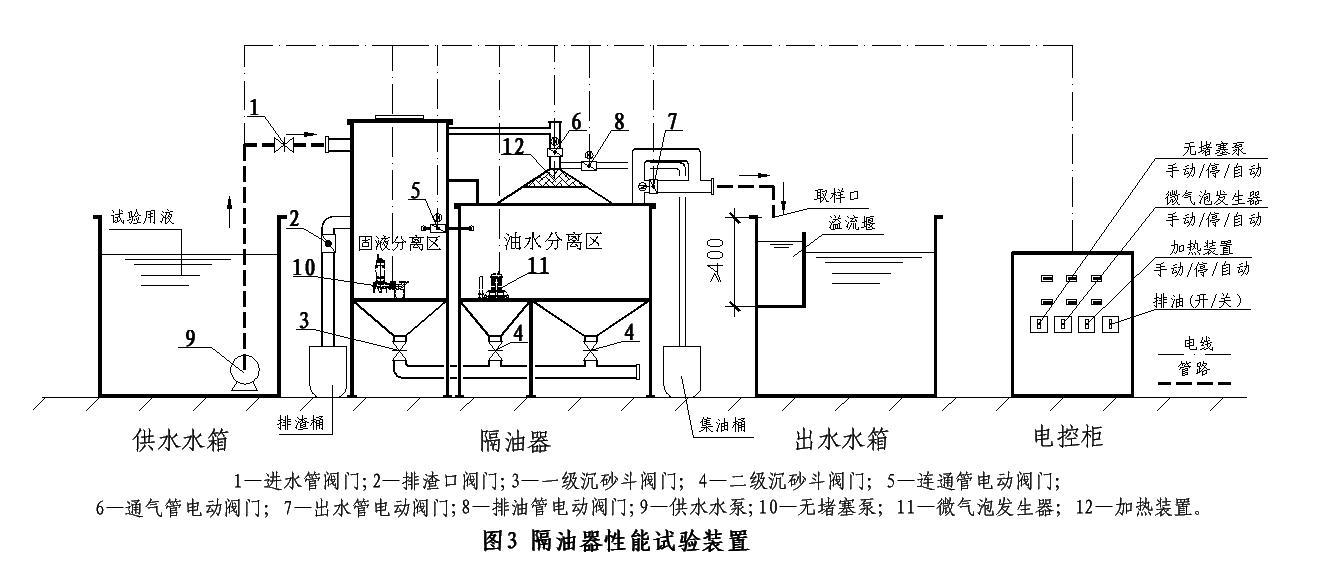 1
6
8
7
12
无堵塞泵
手动/停/自动
取样口
微气泡发生器
手动/停/自动
试验用液
2
5
溢流堰
固液分离区
油水分离区
≥400
加热装置
手动/停/自动
10
11
排油(开/关)
9
3
4
4
电线
管路
排渣桶
集油桶
供水水箱
隔油器
出水水箱
电控柜
1—进水管阀门;2—排渣口阀门;3—一级沉砂斗阀门; 4—二级沉砂斗阀门; 5—连通管电动阀门;
6—通气管电动阀门; 7—出水管电动阀门;8—排油管电动阀门;9—供水水泵;10—无堵塞泵; 11—微气泡发生器; 12—加热装置。
图3 隔油器性能试验装置